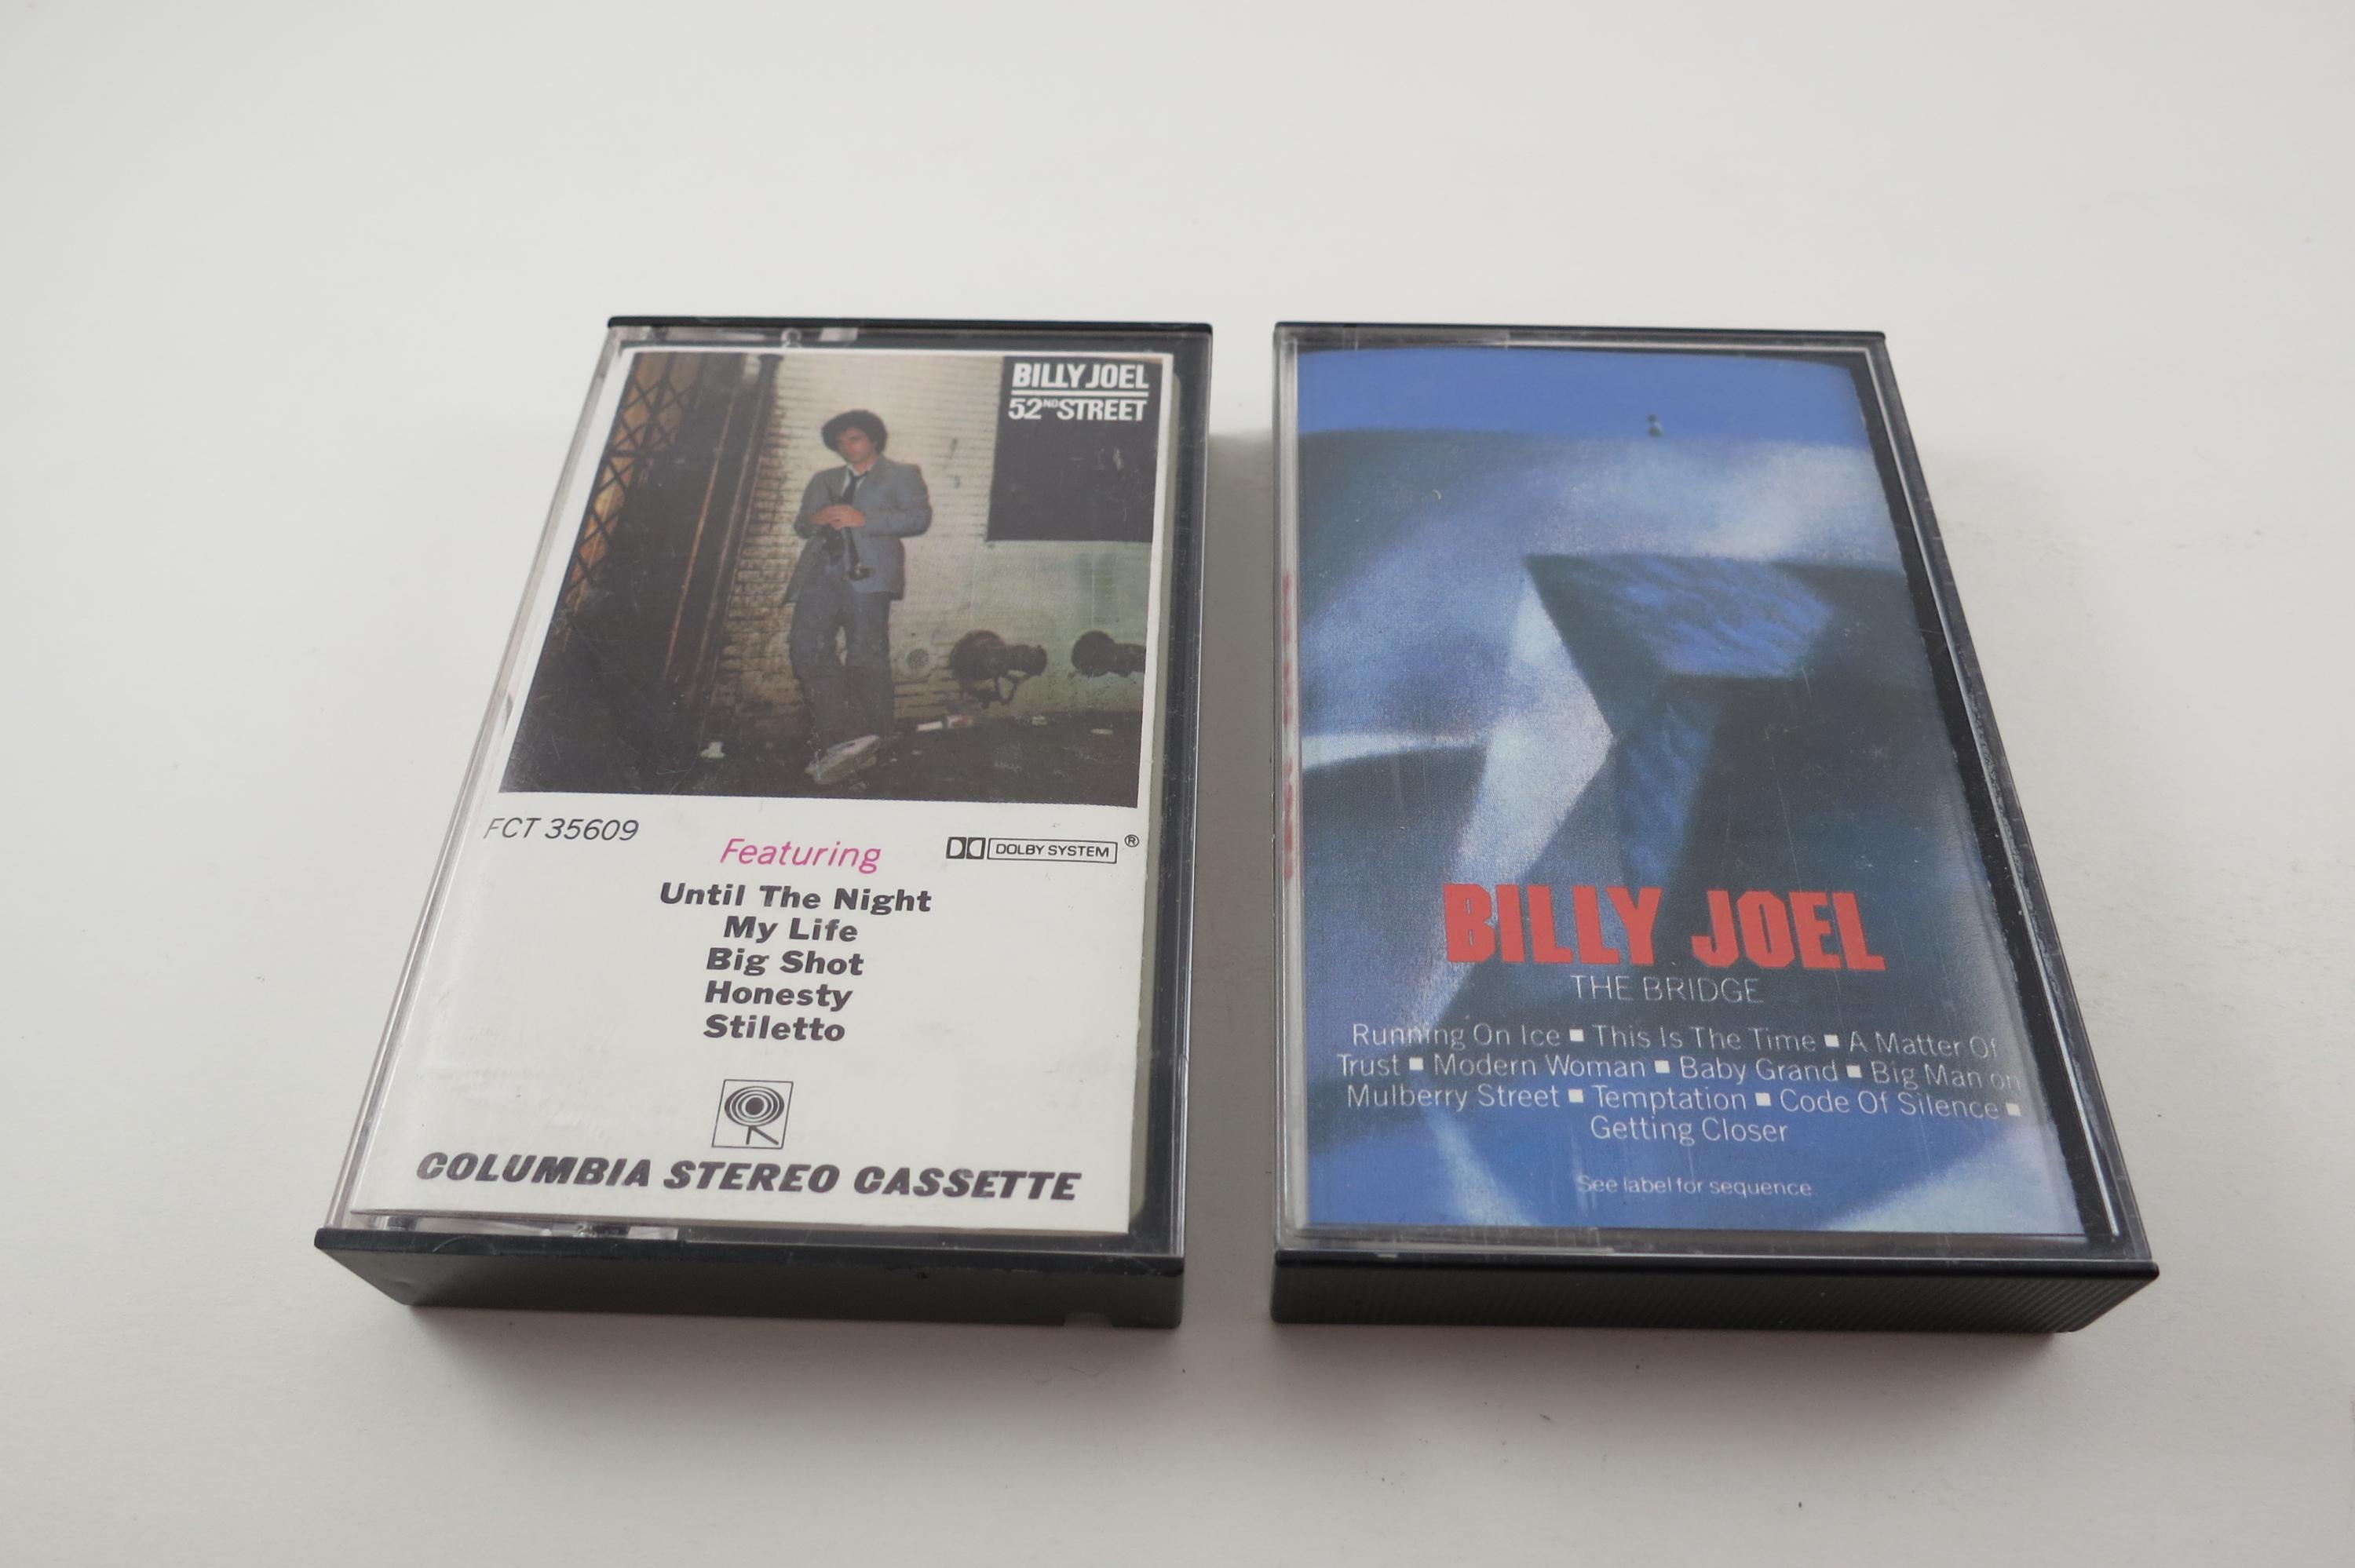 BILLY JOEL
52ND STREET
FCT 35609
Featuring
DOLBY SYSTEM ®
Until The Night
My Life
Big Shot
Honesty
Stiletto
COLUMBIA STEREO CASSETTE
BILLY JOEL
THE BRIDGE
Running On Ice ■ This Is The Time ■ A Matter Of
Trust ■ Modern Woman ■ Baby Grand ■ Big Man on
Mulberry Street ■ Temptation ■ Code Of Silence ■
Getting Closer
See label for sequence.